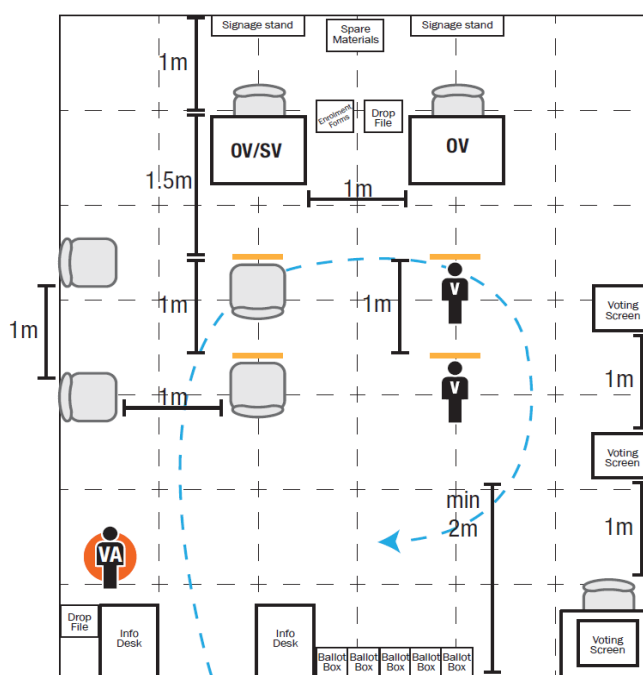 Signage stand
Spare
Materials
Signage stand
1m
Enrolment
Forms
Drop
File
OV/SV
OV
1.5m
1m
1m
1m
V
1m
Voting
Screen
1m
1m
V
Voting
Screen
min
2m
1m
VA
Drop
File
Info
Desk
Info
Desk
Ballot
Box
Ballot
Box
Ballot
Box
Ballot
Box
Ballot
Box
Voting
Screen